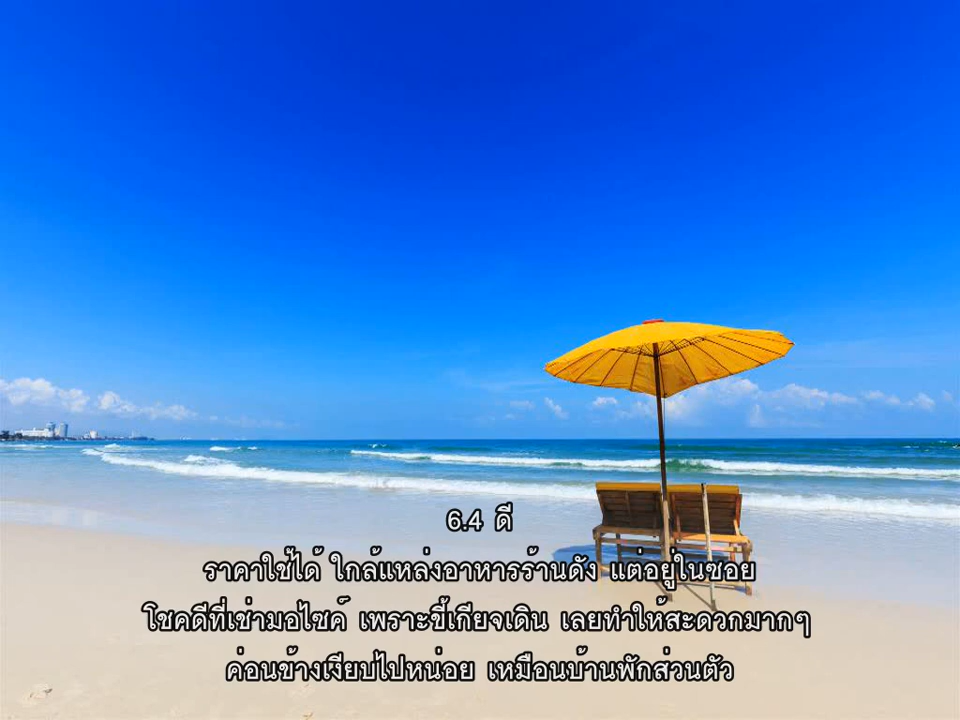 6.4 ดี
ราคาใช้ได้ ใกล้แหล่งอาหารร้านดัง แต่อยู่ในซอย
โชคดีที่เช่ามอไซค์ เพราะขี้เกียจเดิน เลยทำให้สะดวกมากๆ
ค่อนข้างเงียบไปหน่อย เหมือนบ้านพักส่วนตัว